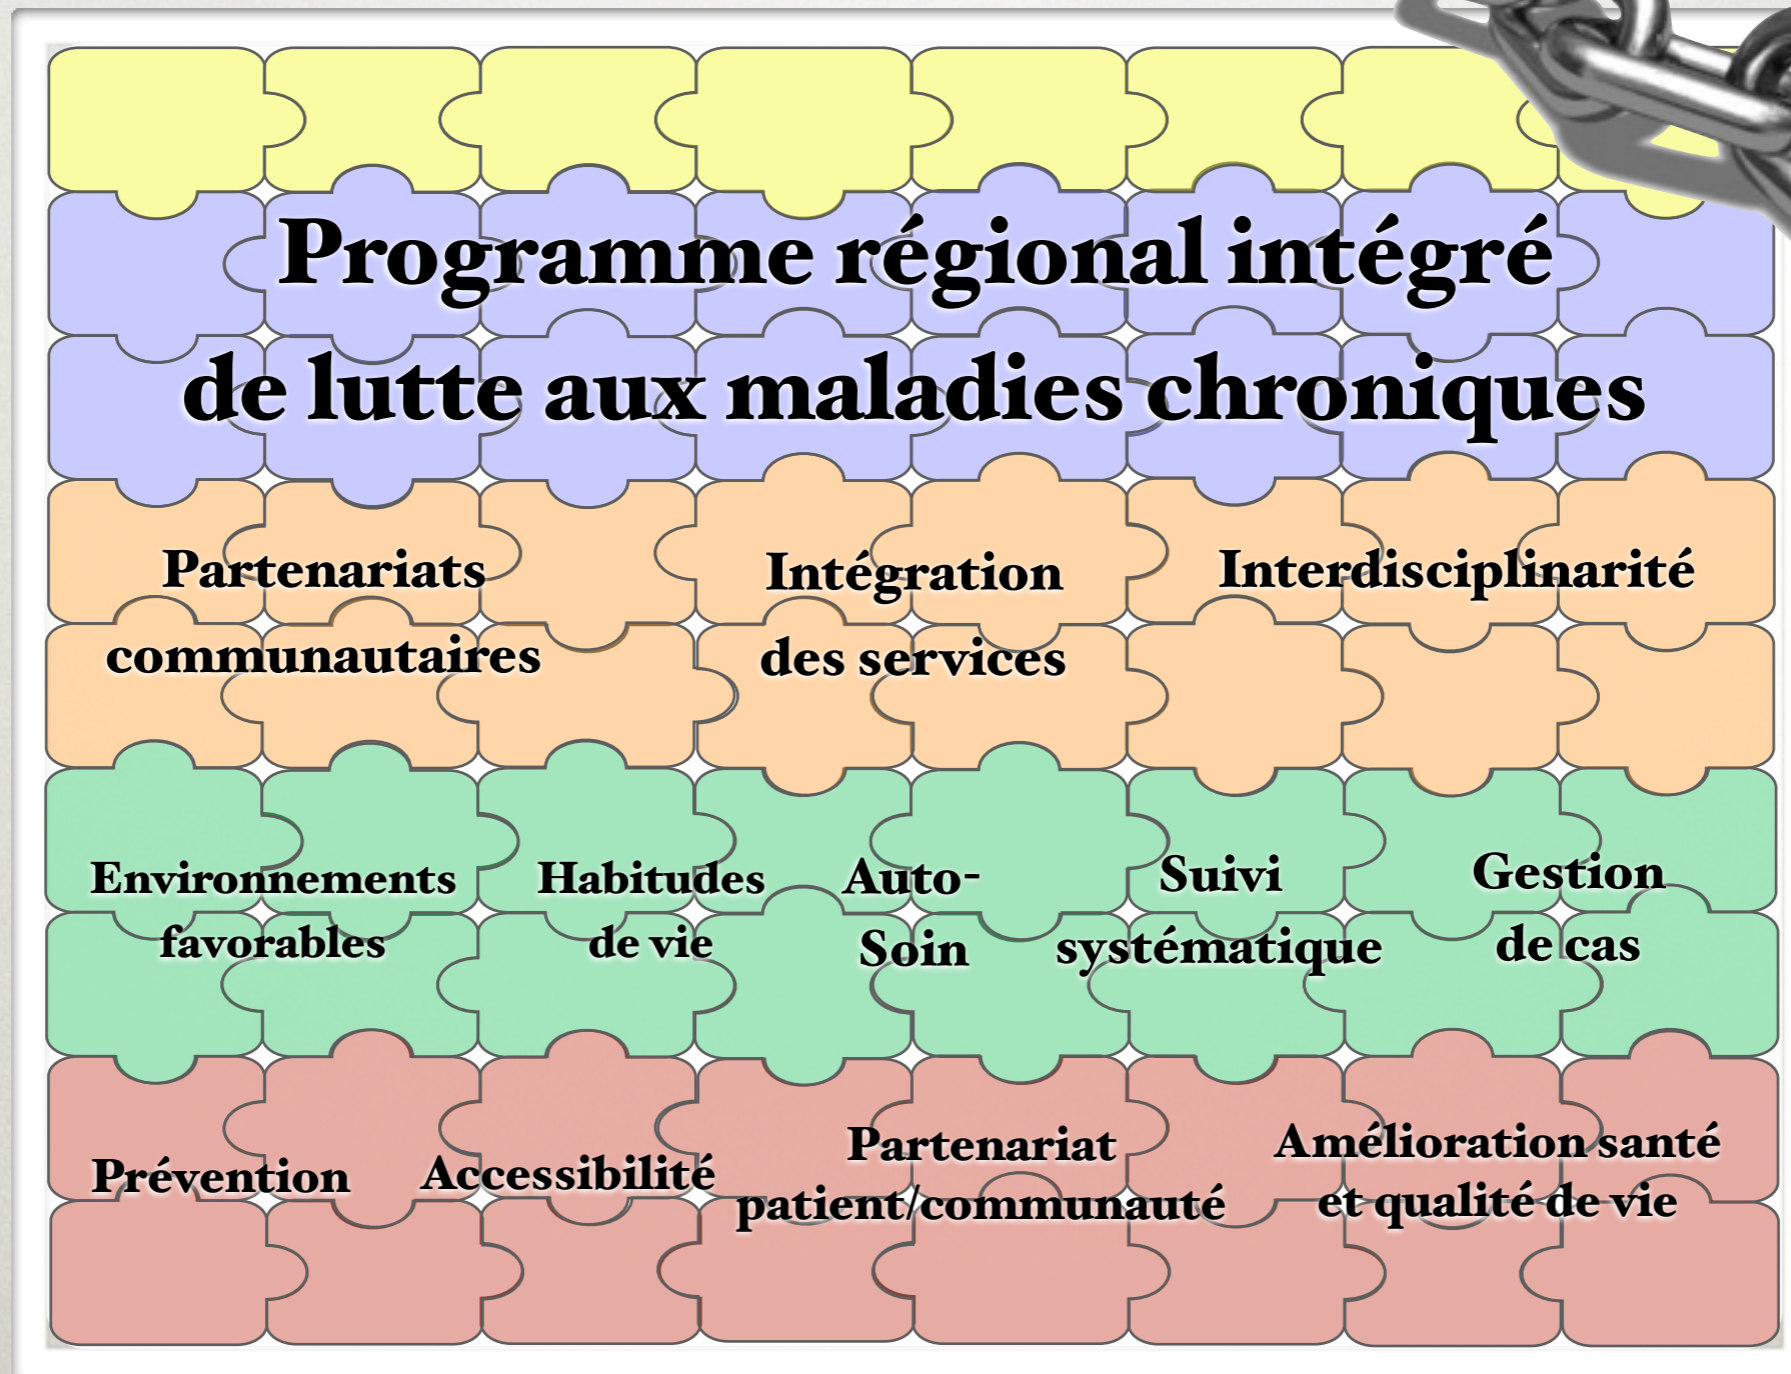 Programme régional intégré
de lutte aux maladies chroniques
Partenariats
communautaires
Intégration
des services
Interdisciplinarité
Environnements
favorables
Habitudes
de vie
Auto-
Soin
Suivi
systématique
Gestion
de cas
Prévention
Accessibilité
Partenariat
patient/communauté
Amélioration santé
et qualité de vie